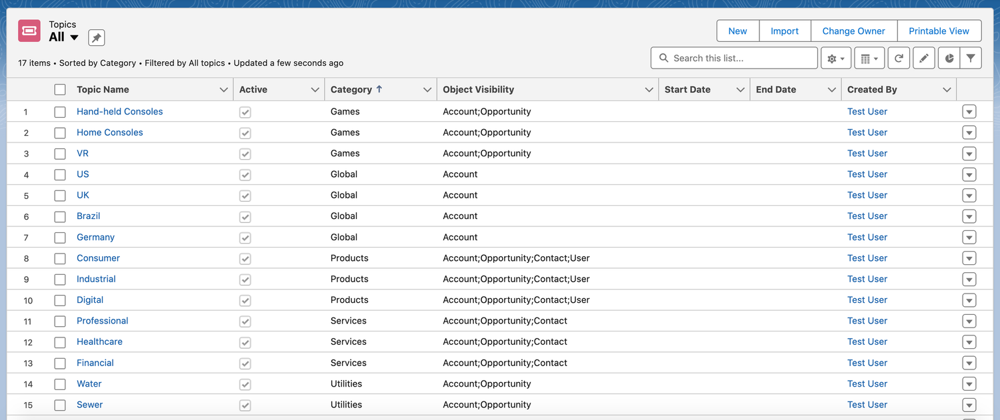 Topics
All
New Import Change Owner Printable View
17 items • Sorted by Category • Filtered by All topics • Updated a few seconds ago
Search this list...
Topic Name Active Category Object Visibility Start Date End Date Created By
1 Hand-held Consoles Games Account;Opportunity Test User
2 Home Consoles Games Account;Opportunity Test User
3 VR Games Account;Opportunity Test User
4 US Global Account Test User
5 UK Global Account Test User
6 Brazil Global Account Test User
7 Germany Global Account Test User
8 Consumer Products Account;Opportunity;Contact;User Test User
9 Industrial Products Account;Opportunity;Contact;User Test User
10 Digital Products Account;Opportunity;Contact;User Test User
11 Professional Services Account;Opportunity;Contact Test User
12 Healthcare Services Account;Opportunity;Contact Test User
13 Financial Services Account;Opportunity;Contact Test User
14 Water Utilities Account;Opportunity Test User
15 Sewer Utilities Account;Opportunity Test User